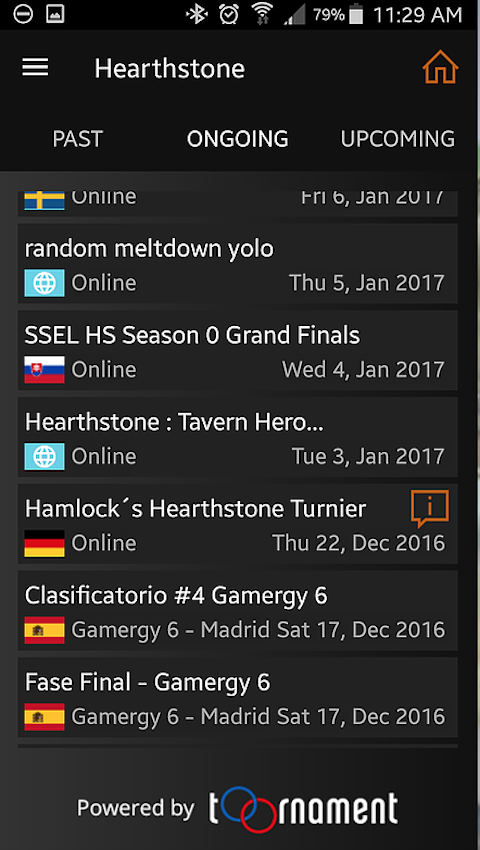 79% 11:29 AM
Hearthstone
PAST ONGOING UPCOMING
Online Fri 6, Jan 2017
random meltdown yolo
Online Thu 5, Jan 2017
SSEL HS Season 0 Grand Finals
Online Wed 4, Jan 2017
Hearthstone : Tavern Hero...
Online Tue 3, Jan 2017
Hamlock´s Hearthstone Turnier
Online Thu 22, Dec 2016
Clasificatorio #4 Gamergy 6
Gamergy 6 - Madrid Sat 17, Dec 2016
Fase Final - Gamergy 6
Gamergy 6 - Madrid Sat 17, Dec 2016
Powered by toornament